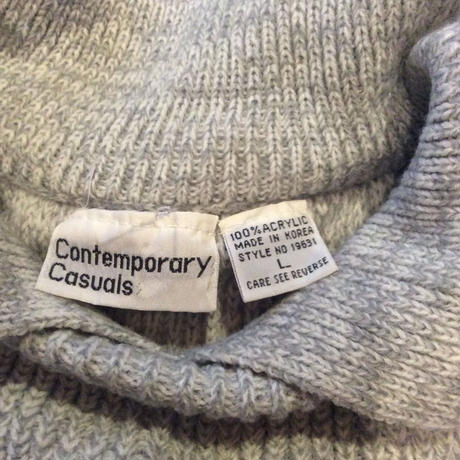 Contemporary
Casuals
100% ACRYLIC
MADE IN KOREA
STYLE NO 19631
L
CARE SEE REVERSE